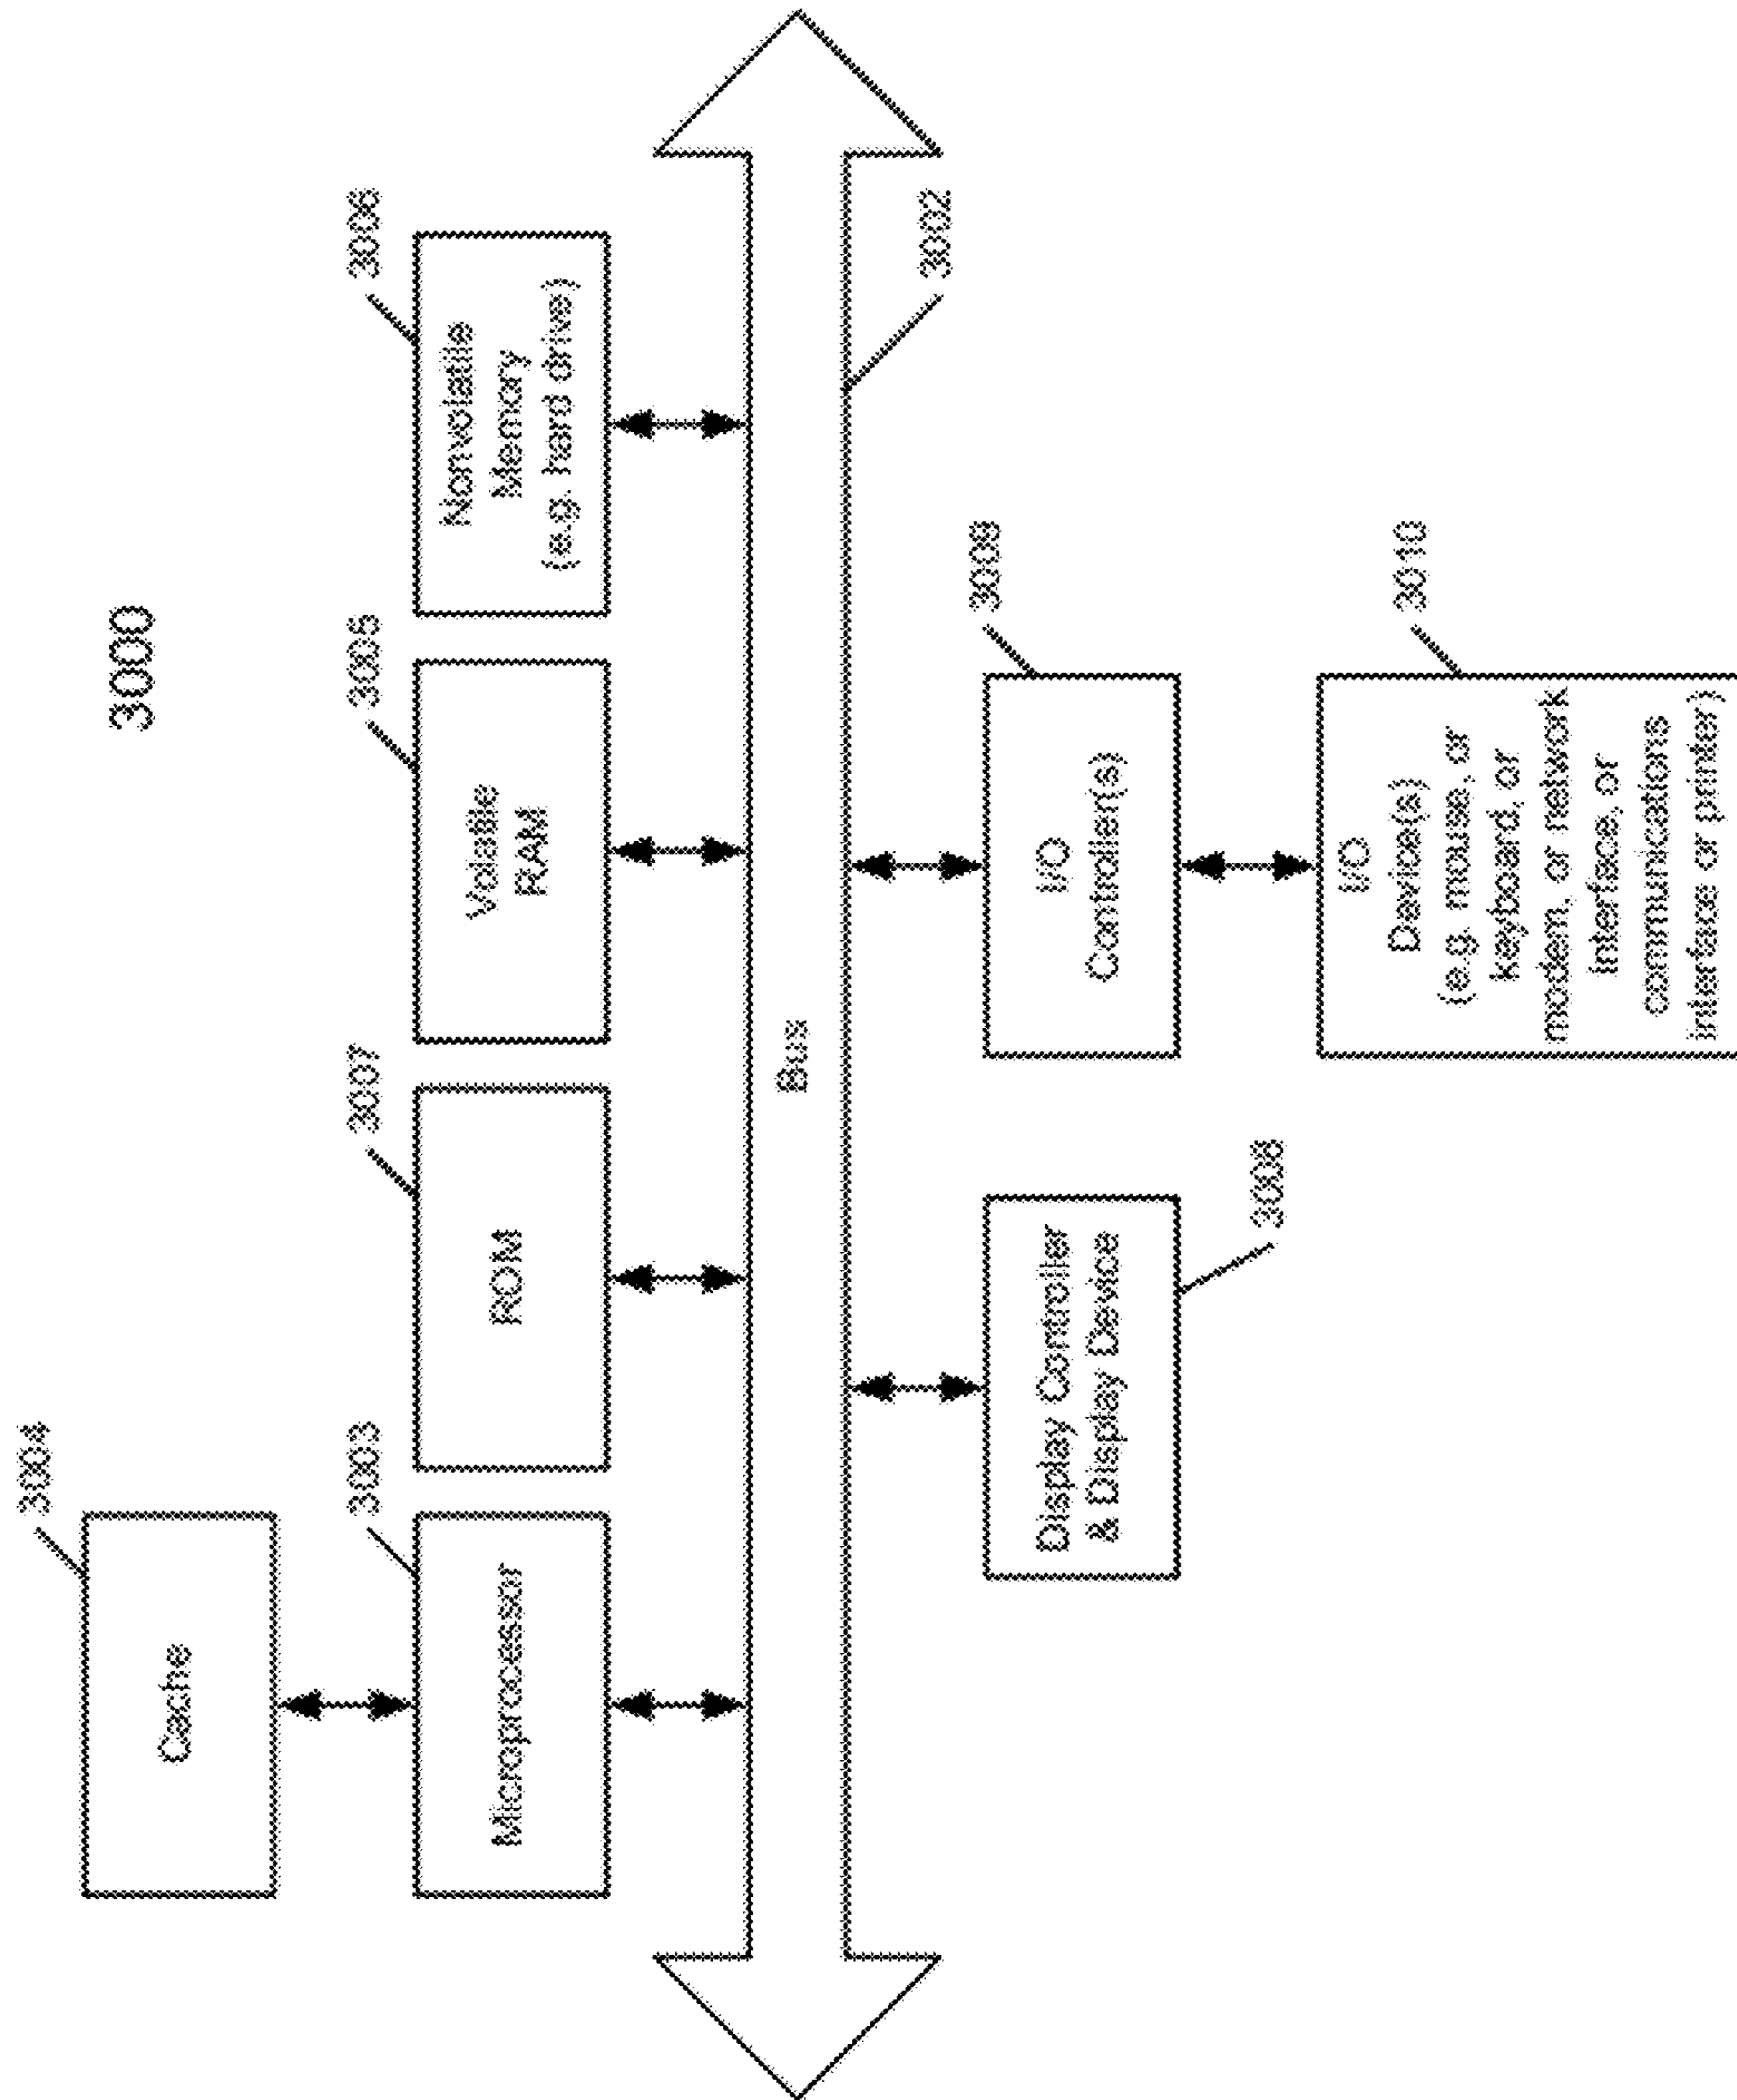 3000
3004
Cache
3003
Microprocessor
3007
ROM
3005
Volatile
RAM
3006
Nonvolatile
Memory
(e.g. hard drive)
Bus
3002
Display Controller
& Display Device
3008
3009
I/O
Controller(s)
3010
I/O
Device(s)
(e.g. mouse, or
keyboard, or
modem, or network
interface, or
communications
interface or printer)